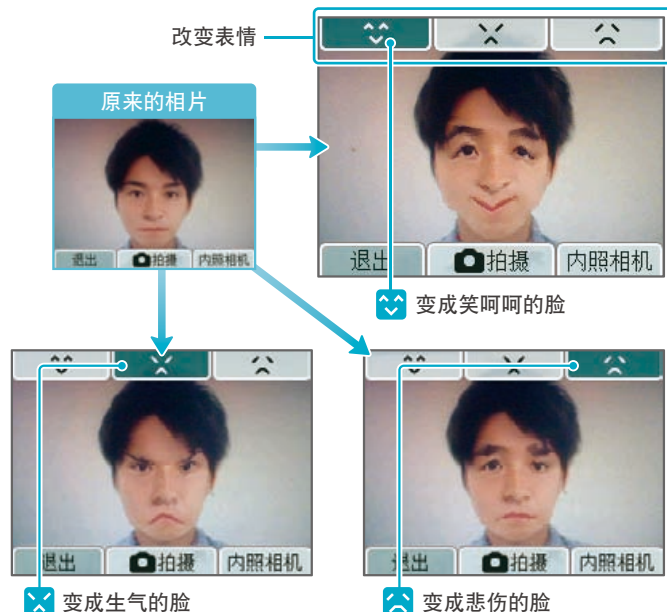 改变表情
原来的相片
退出 拍摄 内照相机
退出 拍摄 内照相机
变成笑呵呵的脸
退出 拍摄 内照相机
退出 拍摄 内照相机
变成生气的脸
变成悲伤的脸